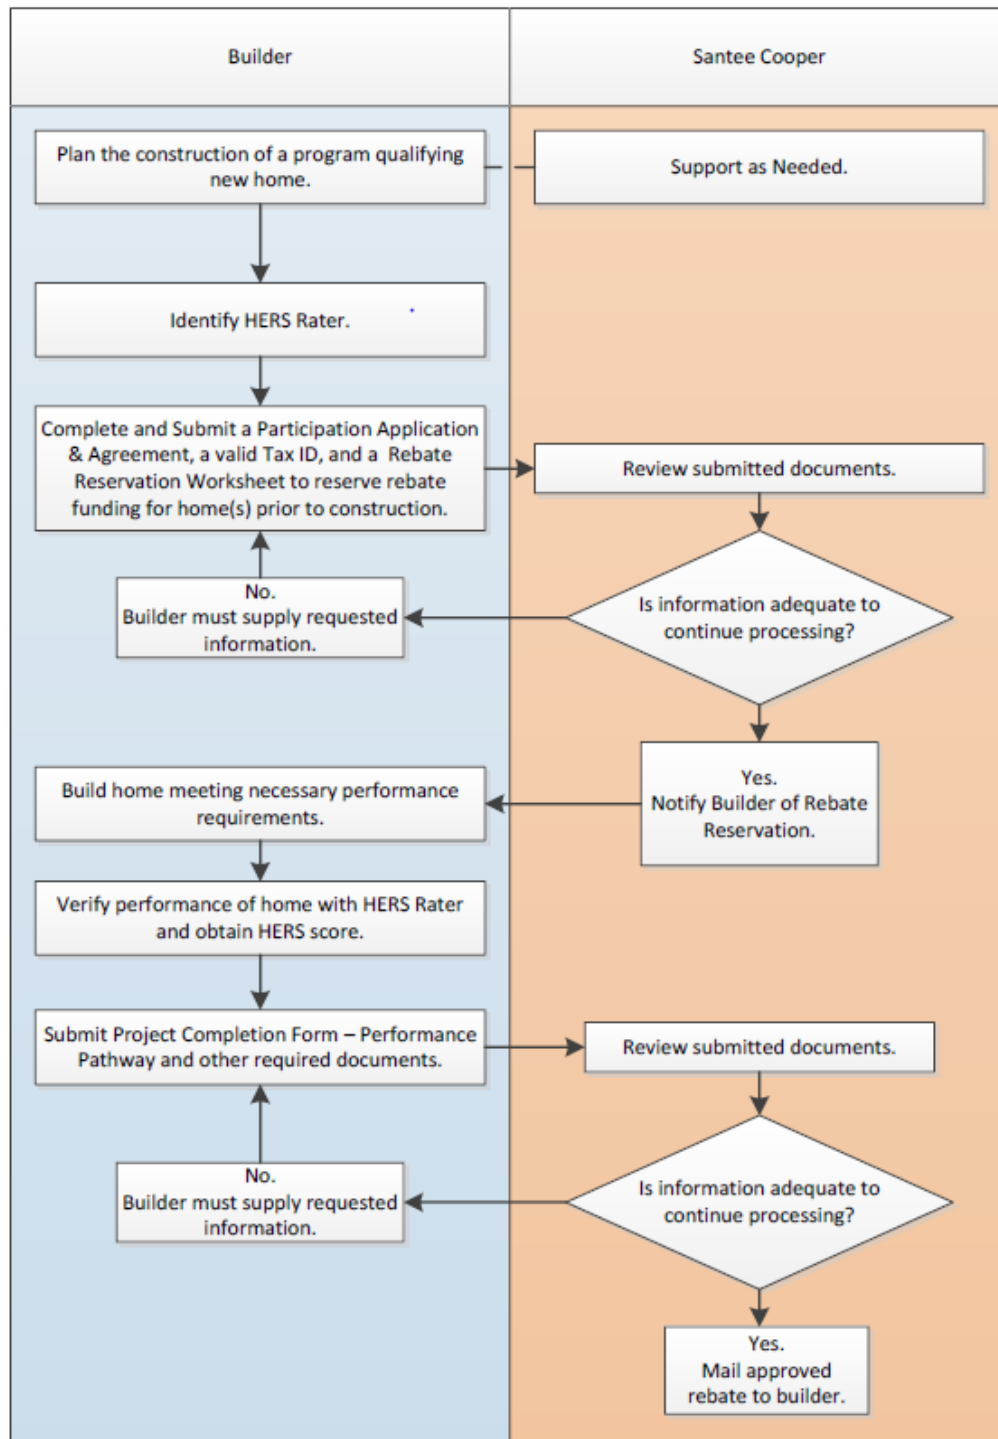 Builder
Santee Cooper
Plan the construction of a program qualifying
new home.
Support as Needed.
Identify HERS Rater.
Complete and Submit a Participation Application
& Agreement, a valid Tax ID, and a Rebate
Reservation Worksheet to reserve rebate
funding for home(s) prior to construction.
Review submitted documents.
Is information adequate to
continue processing?
No.
Builder must supply requested
information.
Yes.
Notify Builder of Rebate
Reservation.
Build home meeting necessary performance
requirements.
Verify performance of home with HERS Rater
and obtain HERS score.
Submit Project Completion Form – Performance
Pathway and other required documents.
Review submitted documents.
Is information adequate to
continue processing?
No.
Builder must supply requested
information.
Yes.
Mail approved
rebate to builder.